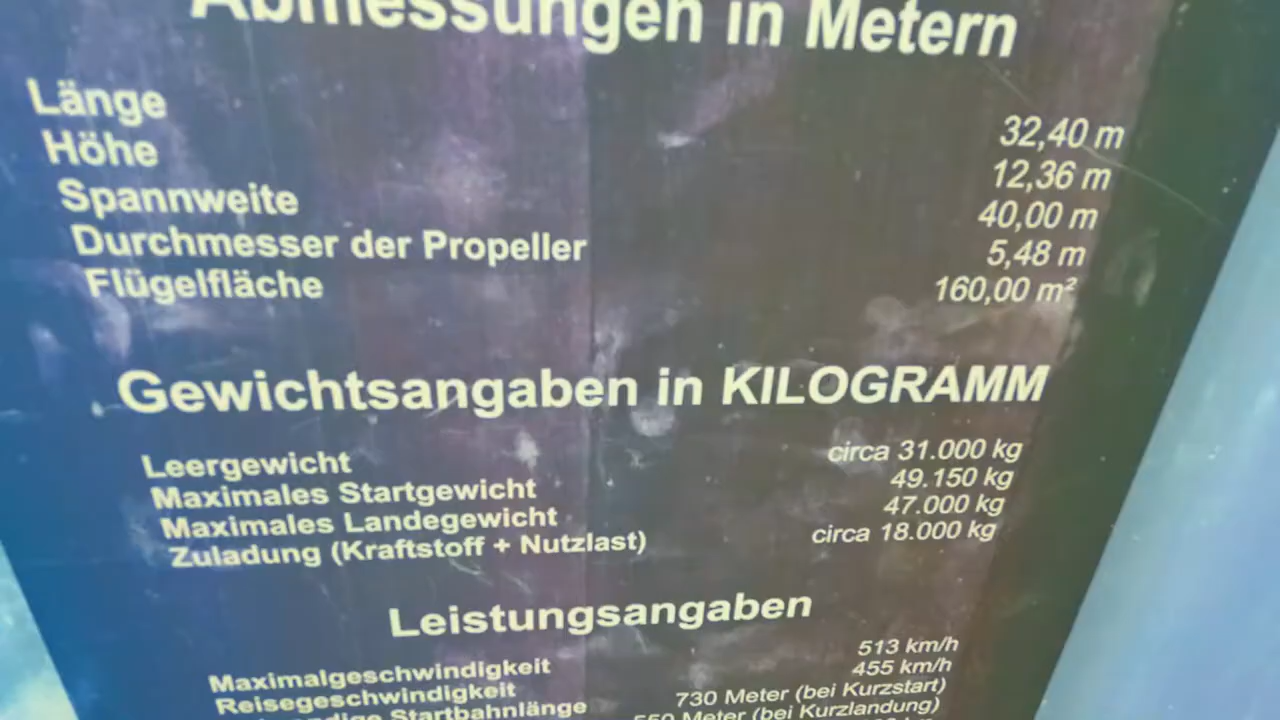 Abmessungen in Metern
Länge 32,40 m
Höhe 12,36 m
Spannweite 40,00 m
Durchmesser der Propeller 5,48 m
Flügelfläche 160,00 m²
Gewichtsangaben in KILOGRAMM
Leergewicht circa 31.000 kg
Maximales Startgewicht 49.150 kg
Maximales Landegewicht 47.000 kg
Zuladung (Kraftstoff + Nutzlast) circa 18.000 kg
Leistungsangaben
Maximalgeschwindigkeit 513 km/h
Reisegeschwindigkeit 455 km/h
Startbahnlänge 730 Meter (bei Kurzstart)
Meter (bei Kurzlandung)